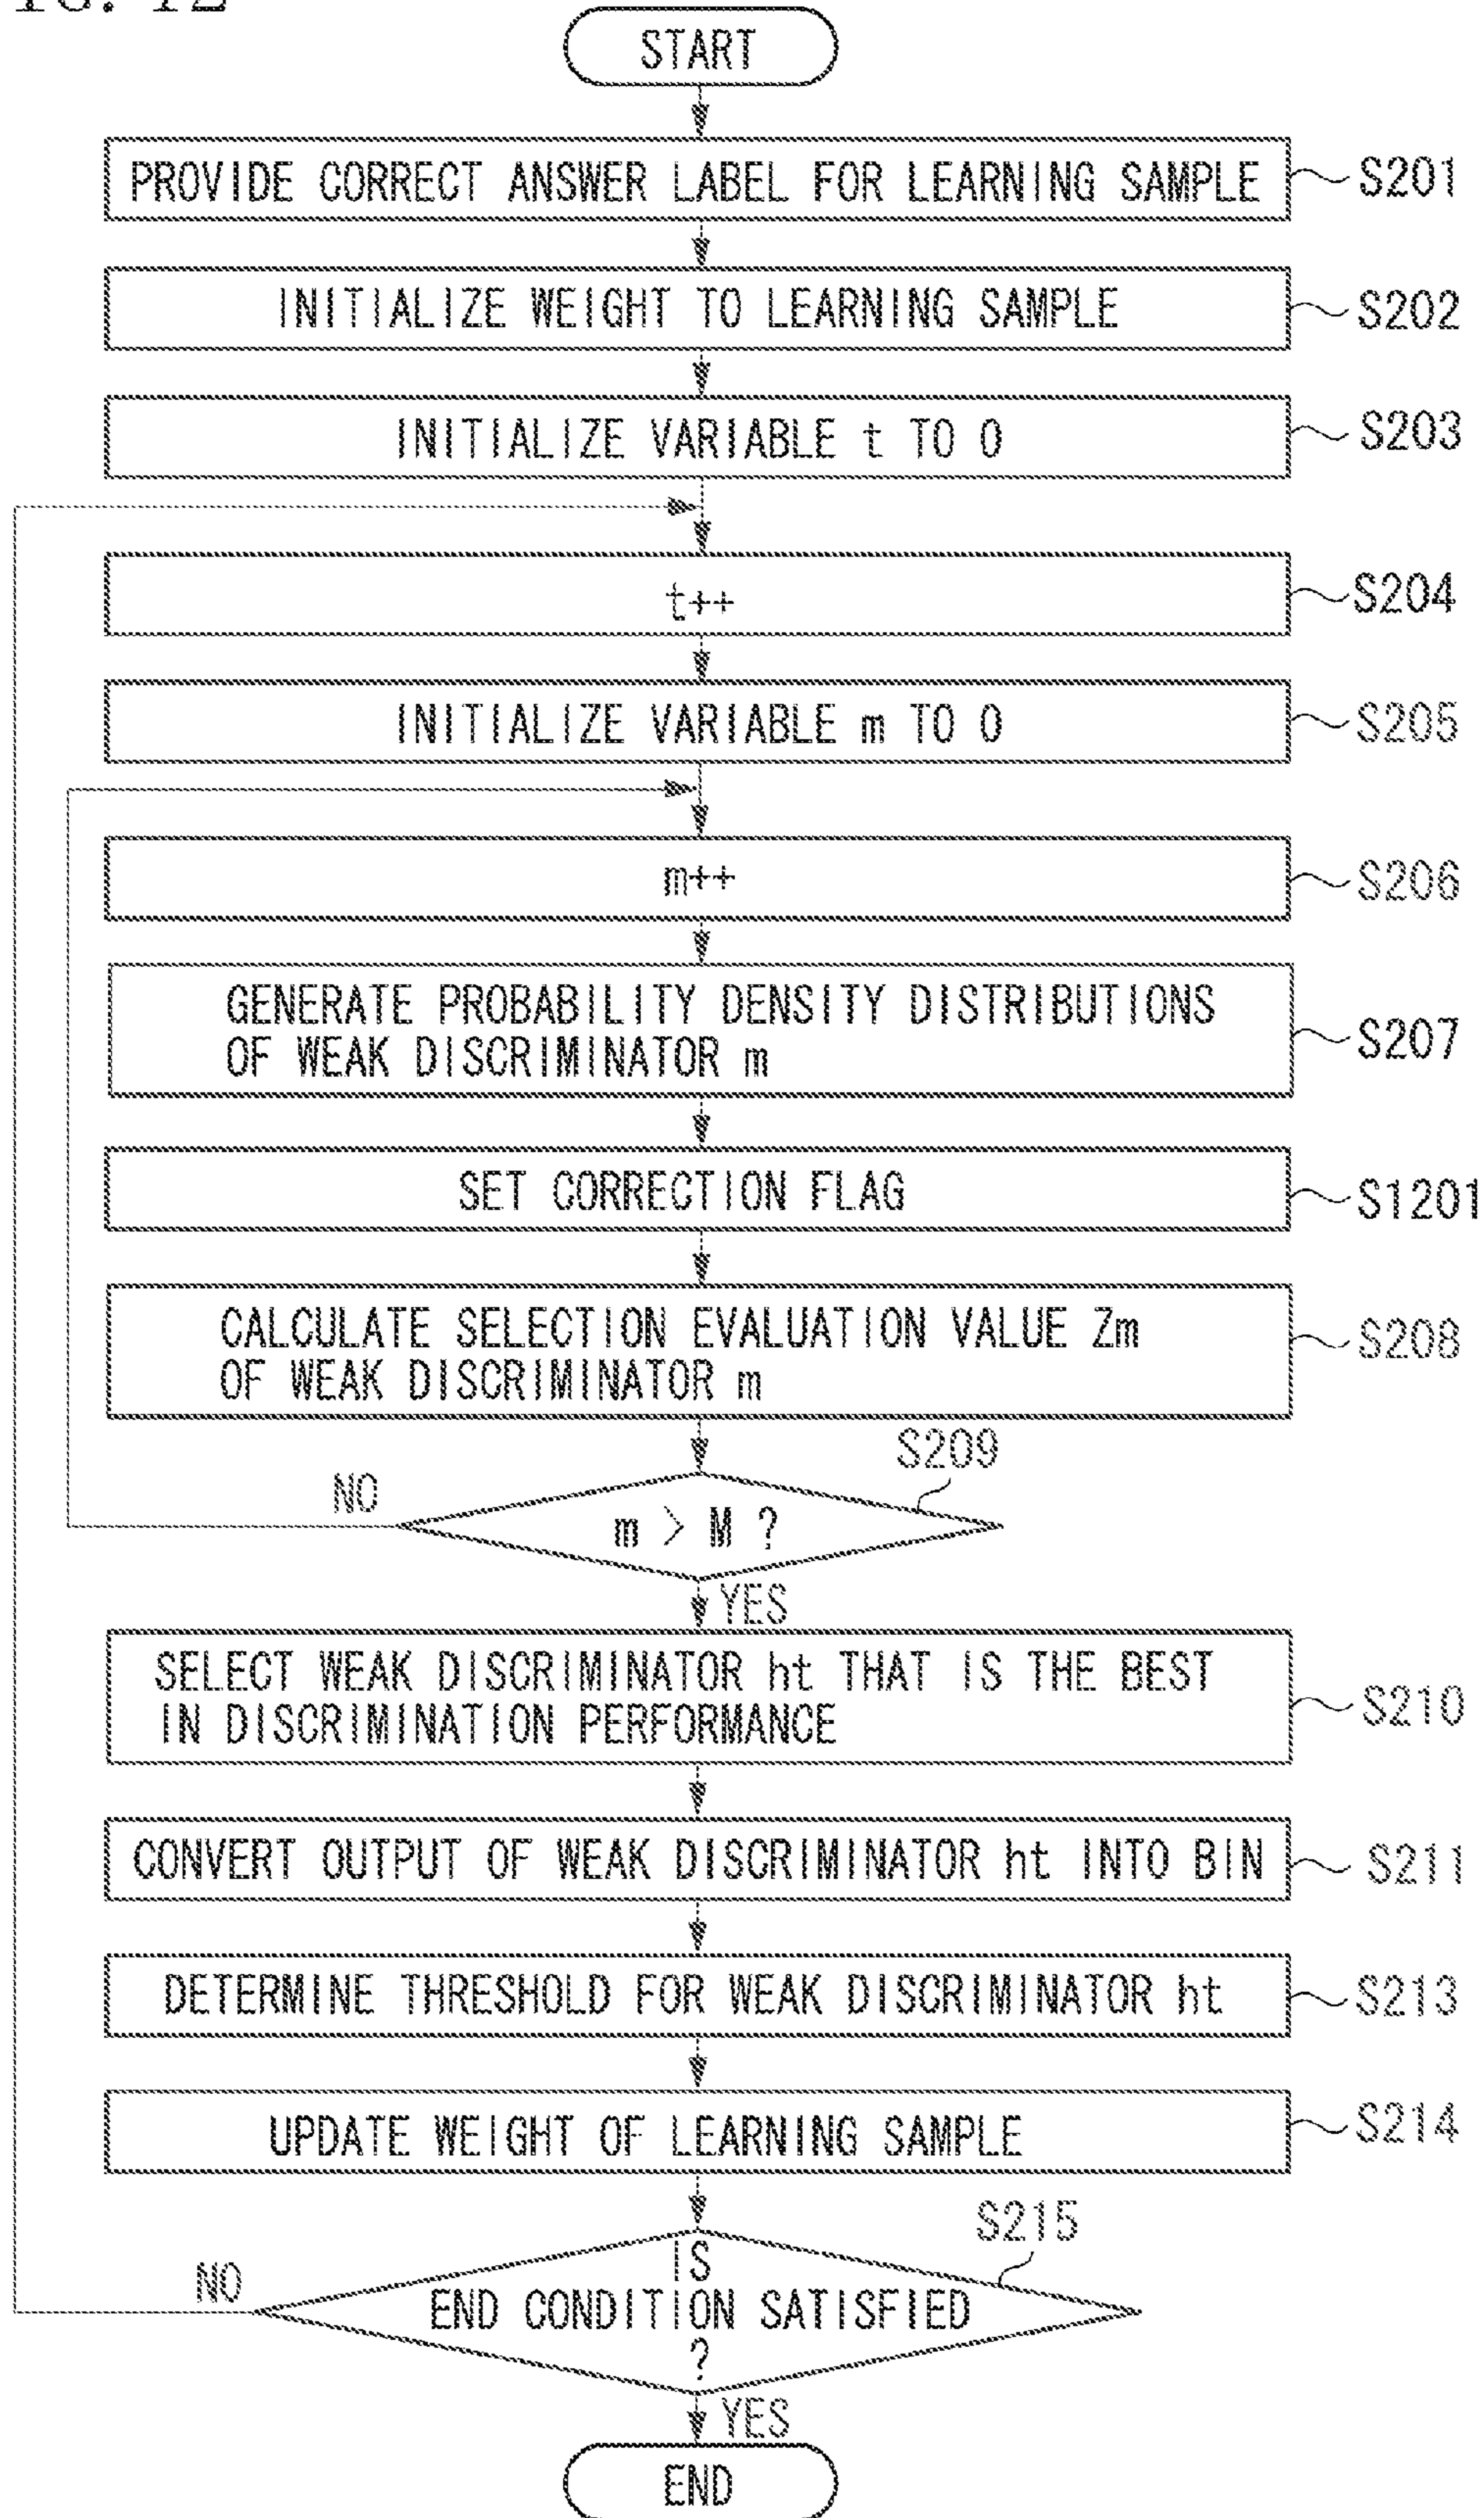 START
PROVIDE CORRECT ANSWER LABEL FOR LEARNING SAMPLE
S201
INITIALIZE WEIGHT TO LEARNING SAMPLE
S202
INITIALIZE VARIABLE t TO 0
S203
t++
S204
INITIALIZE VARIABLE m TO 0
S205
m++
S206
GENERATE PROBABILITY DENSITY DISTRIBUTIONS
OF WEAK DISCRIMINATOR m
S207
SET CORRECTION FLAG
S1201
CALCULATE SELECTION EVALUATION VALUE Zm
OF WEAK DISCRIMINATOR m
S208
S209
NO
m > M ?
YES
SELECT WEAK DISCRIMINATOR ht THAT IS THE BEST
IN DISCRIMINATION PERFORMANCE
S210
CONVERT OUTPUT OF WEAK DISCRIMINATOR ht INTO BIN
S211
DETERMINE THRESHOLD FOR WEAK DISCRIMINATOR ht
S213
UPDATE WEIGHT OF LEARNING SAMPLE
S214
S215
NO
IS
END CONDITION SATISFIED
?
YES
END